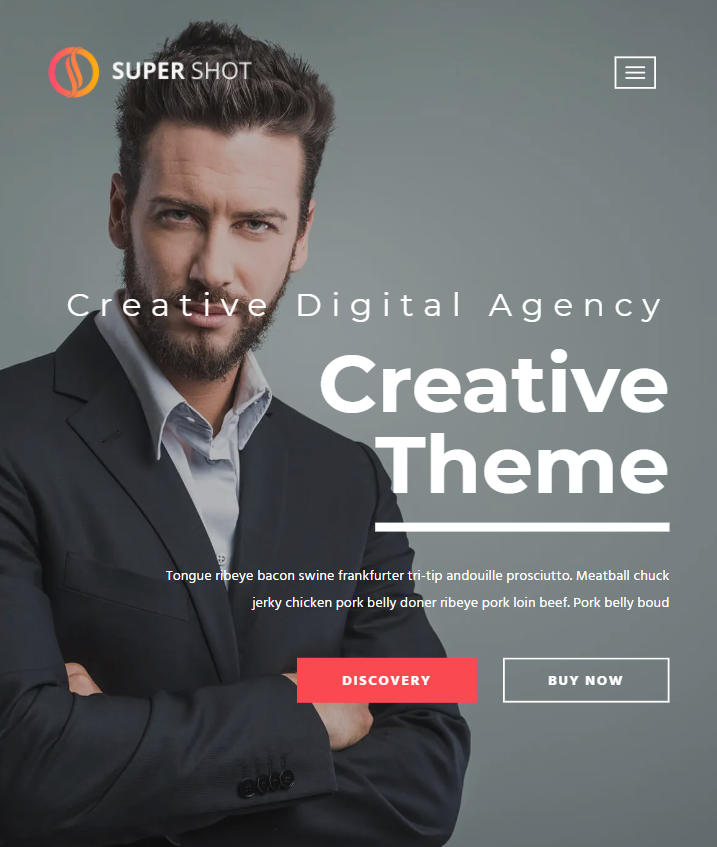 SUPER SHOT
Creative Digital Agency
Creative
Theme
Tongue ribeye bacon swine frankfurter tri-tip andouille prosciutto. Meatball chuck
jerky chicken pork belly doner ribeye pork loin beef. Pork belly boud
DISCOVERY
BUY NOW